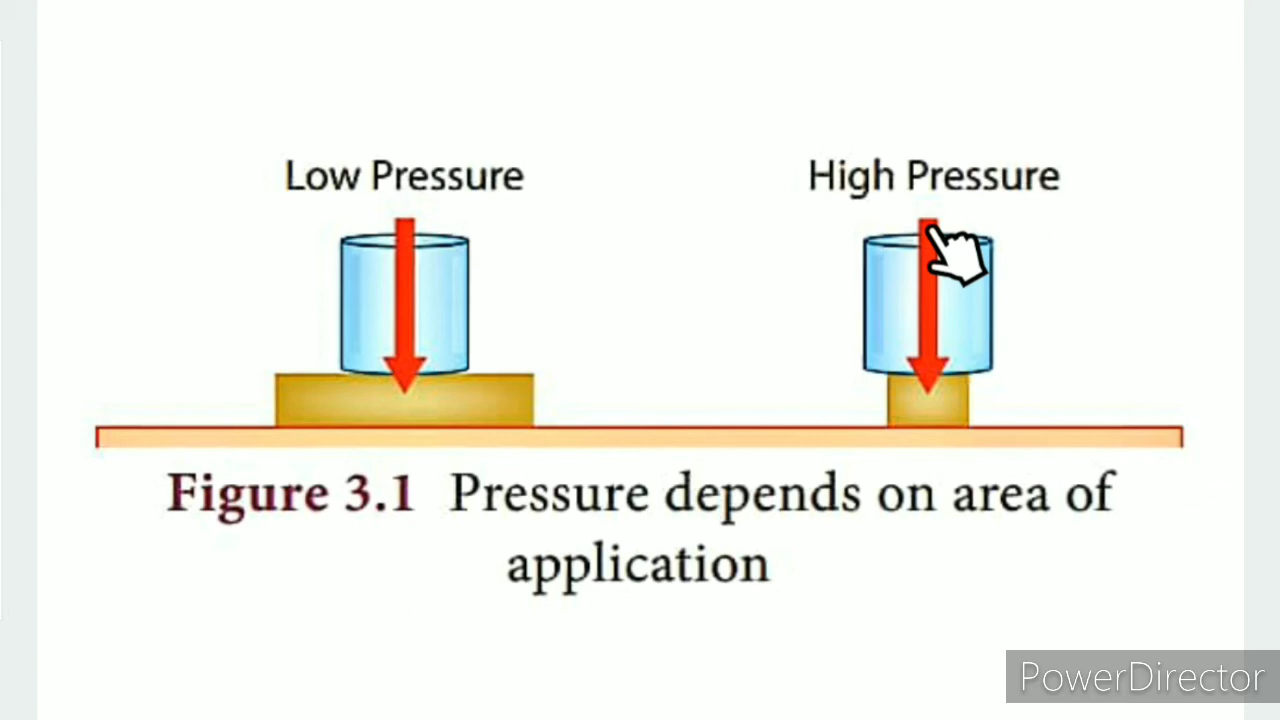 Low Pressure
High Pressure
Figure 3.1 Pressure depends on area of
application
PowerDirector